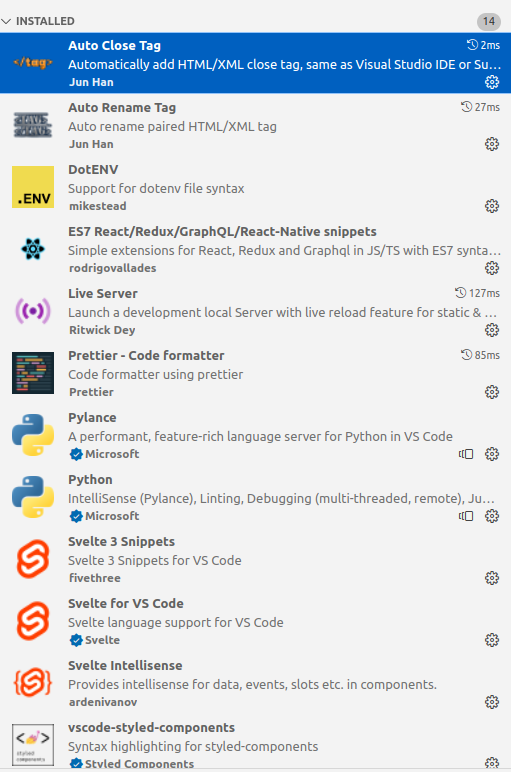 INSTALLED 14
</tag>
Auto Close Tag 2ms
Automatically add HTML/XML close tag, same as Visual Studio IDE or Su...
Jun Han
Auto Rename Tag 27ms
Auto rename paired HTML/XML tag
Jun Han
.ENV
DotENV
Support for dotenv file syntax
mikestead
ES7 React/Redux/GraphQL/React-Native snippets
Simple extensions for React, Redux and Graphql in JS/TS with ES7 synta...
rodrigovallades
Live Server 127ms
Launch a development local Server with live reload feature for static & ...
Ritwick Dey
Prettier - Code formatter 85ms
Code formatter using prettier
Prettier
Pylance
A performant, feature-rich language server for Python in VS Code
Microsoft
Python
IntelliSense (Pylance), Linting, Debugging (multi-threaded, remote), Ju...
Microsoft
Svelte 3 Snippets
Svelte 3 Snippets for VS Code
fivethree
Svelte for VS Code
Svelte language support for VS Code
Svelte
Svelte Intellisense
Provides intellisense for data, events, slots etc. in components.
ardenivanov
styled
components
vscode-styled-components
Syntax highlighting for styled-components
Styled Components